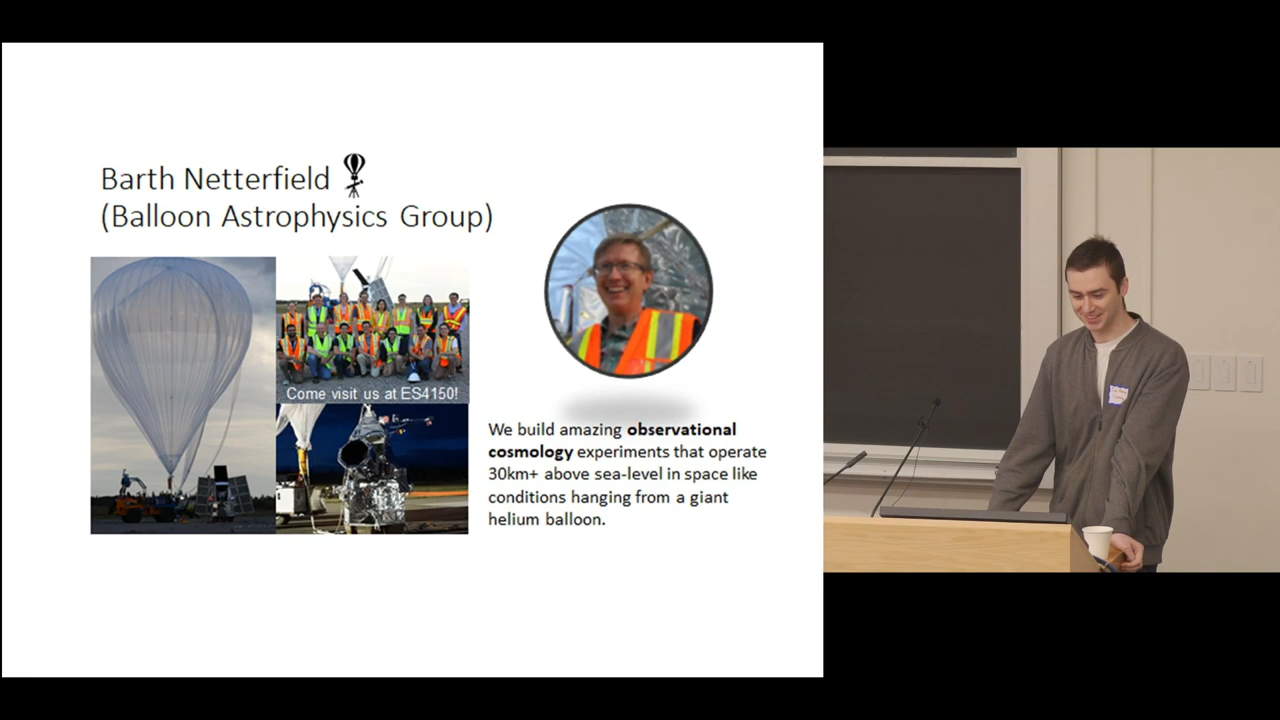 Barth Netterfield
(Balloon Astrophysics Group)
Come visit us at ES4150!
We build amazing observational
cosmology experiments that operate
30km+ above sea-level in space like
conditions hanging from a giant
helium balloon.